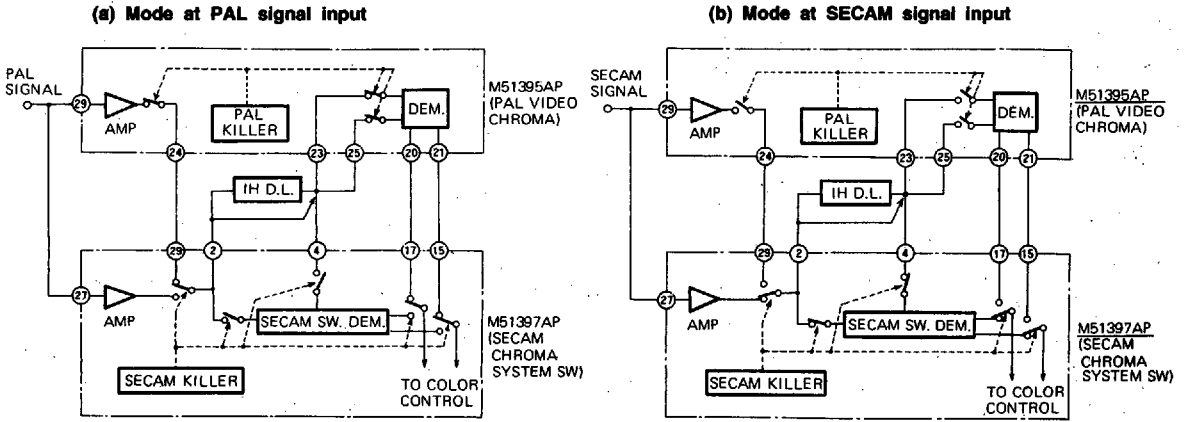 (a) Mode at PAL signal input
PAL
SIGNAL
29
AMP
PAL
KILLER
DEM.
M51395AP
(PAL VIDEO
CHROMA)
24
23
25
20
21
1H D.L.
29
2
4
17
15
27
AMP
SECAM SW. DEM.
SECAM KILLER
M51397AP
(SECAM
CHROMA
SYSTEM SW)
TO COLOR
CONTROL
(b) Mode at SECAM signal input
SECAM
SIGNAL
29
AMP
PAL
KILLER
DEM.
M51395AP
(PAL VIDEO
CHROMA)
24
23
25
20
21
1H D.L.
29
2
4
17
15
27
AMP
SECAM SW. DEM.
SECAM KILLER
M51397AP
(SECAM
CHROMA
SYSTEM SW)
TO COLOR
CONTROL